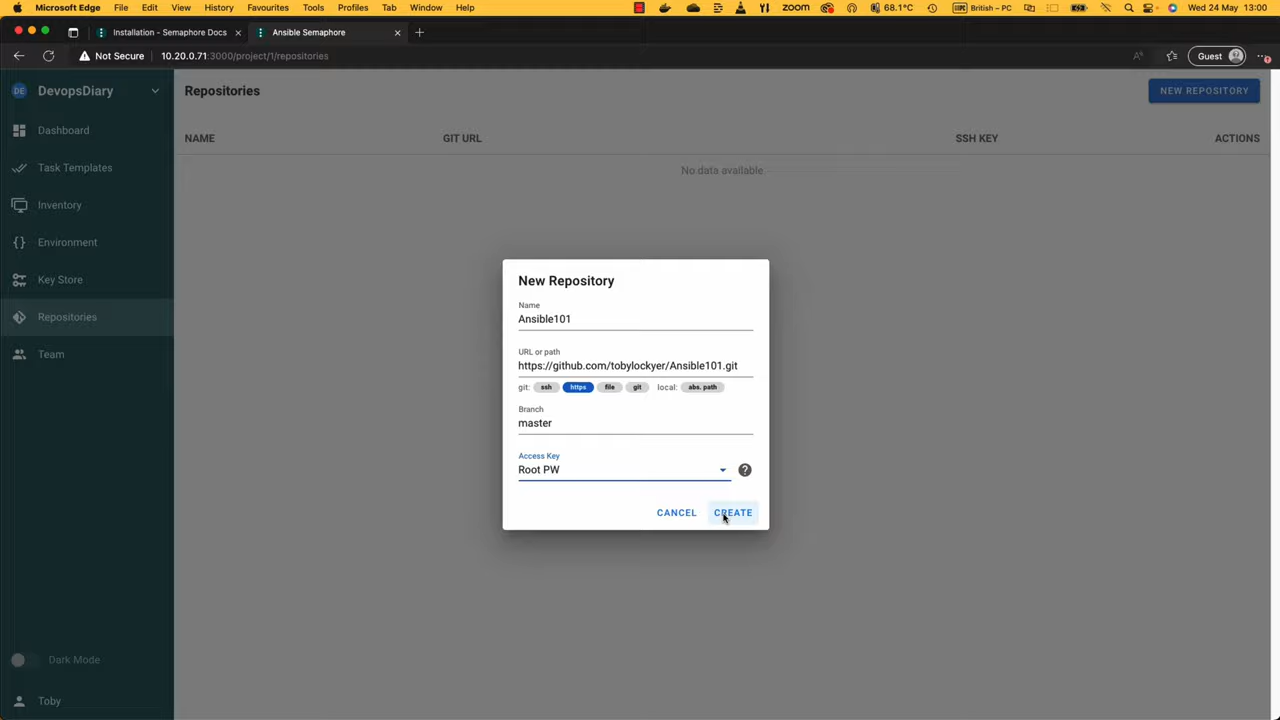 Microsoft Edge File Edit View History Favourites Tools Profiles Tab Window Help zoom 68.1°C British – PC Wed 24 May 13:00
Installation - Semaphore Docs Ansible Semaphore
Not Secure 10.20.0.71:3000/project/1/repositories Guest
DE DevopsDiary
Repositories
NEW REPOSITORY
Dashboard
NAME GIT URL SSH KEY ACTIONS
Task Templates
No data available
Inventory
Environment
Key Store
Repositories
Team
New Repository
Name
Ansible101
URL or path
https://github.com/tobylockyer/Ansible101.git
git: ssh https file git local: abs. path
Branch
master
Access Key
Root PW
CANCEL CREATE
Dark Mode
Toby